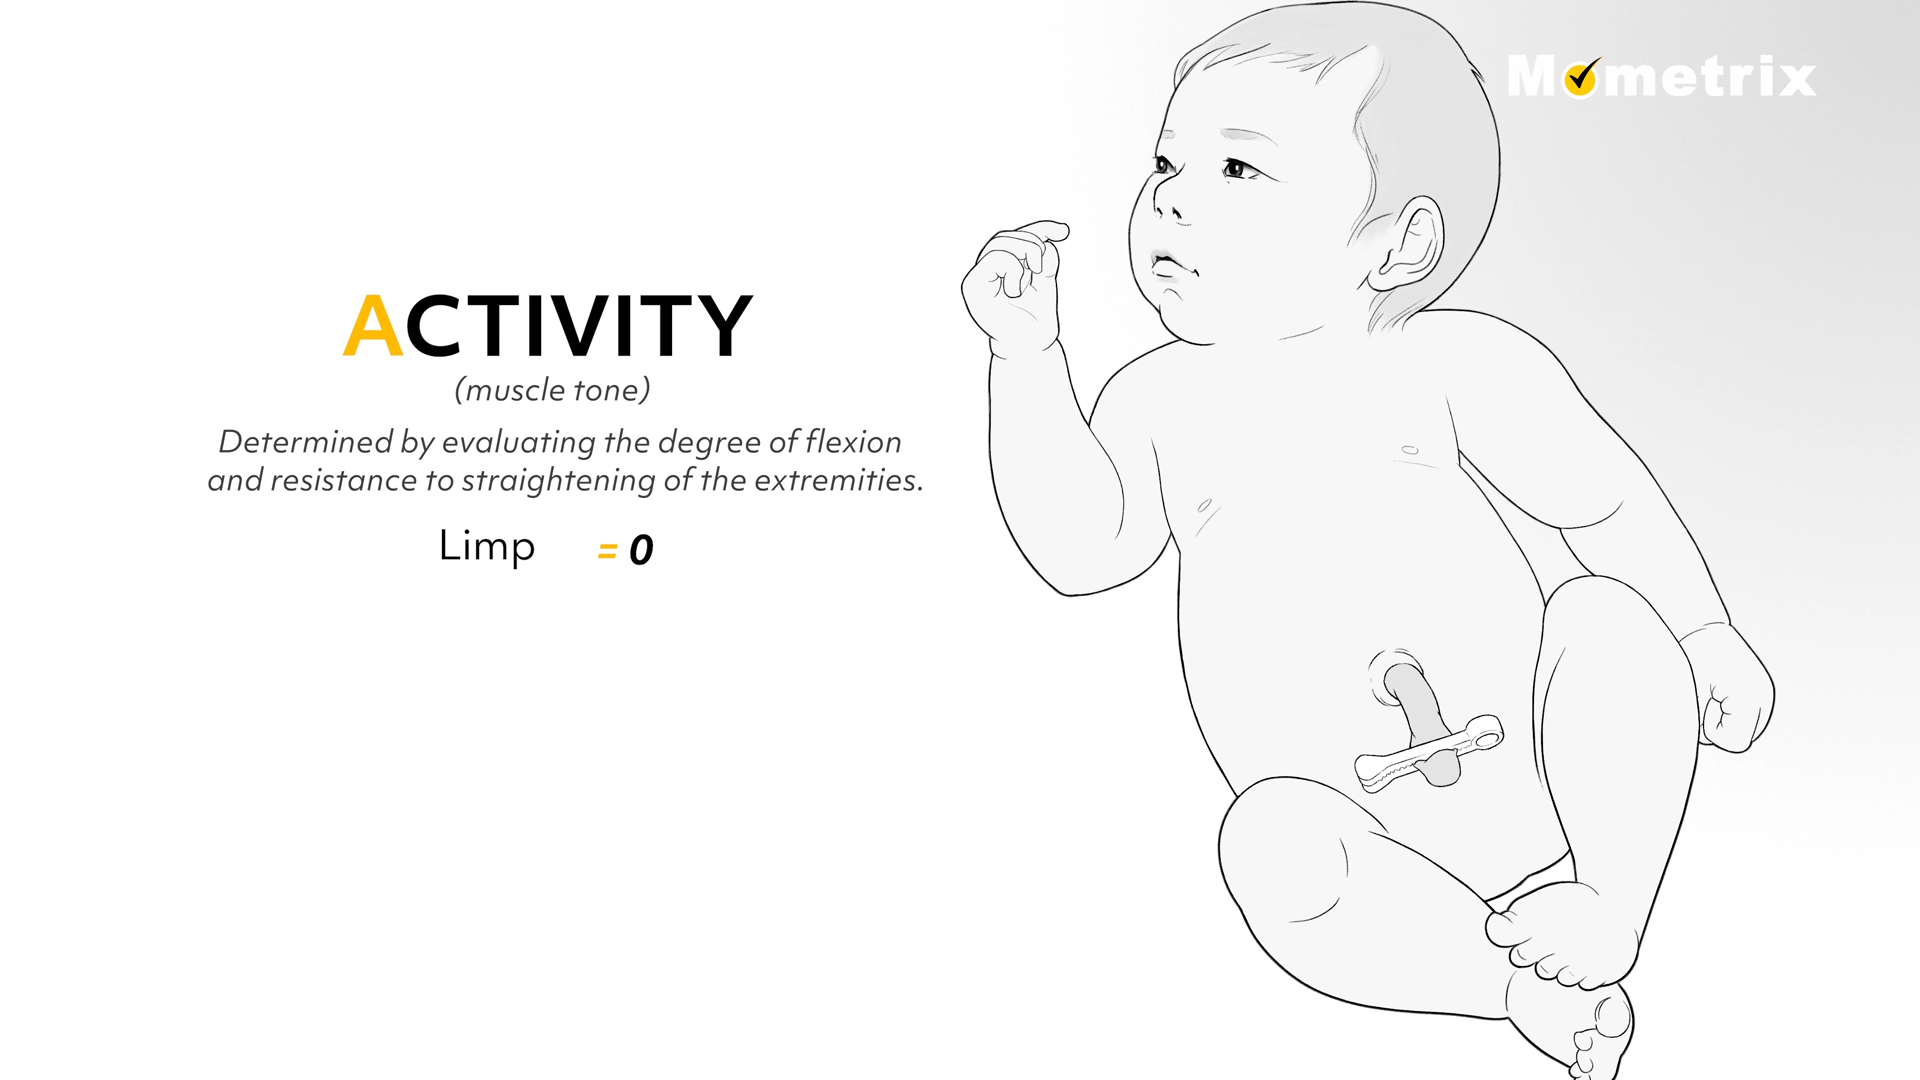 Mometrix
ACTIVITY
(muscle tone)
Determined by evaluating the degree of flexion
and resistance to straightening of the extremities.
Limp = 0